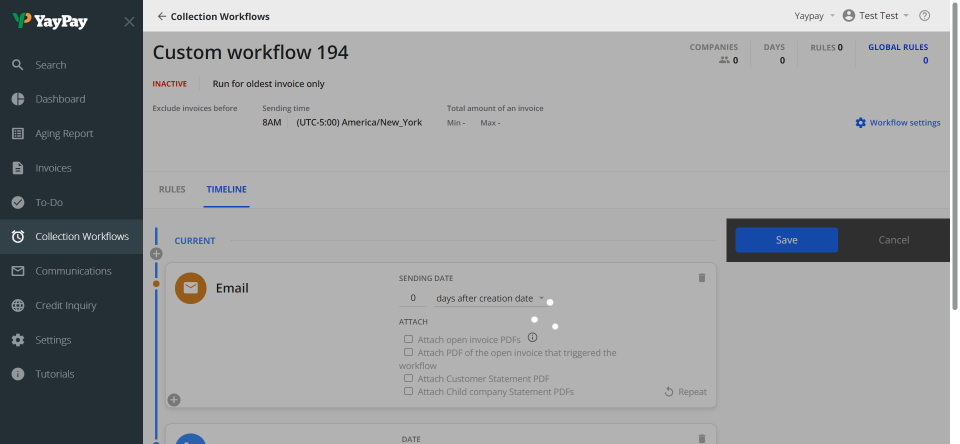 YayPay
Search
Dashboard
Aging Report
Invoices
To-Do
Collection Workflows
Communications
Credit Inquiry
Settings
Tutorials
Collection Workflows
Yaypay
Test Test
Custom workflow 194
COMPANIES
0
DAYS
0
RULES 0
GLOBAL RULES
0
INACTIVE
Run for oldest invoice only
Exclude invoices before
Sending time
8AM (UTC-5:00) America/New_York
Total amount of an invoice
Min - Max -
Workflow settings
RULES
TIMELINE
CURRENT
Save
Cancel
Email
SENDING DATE
0 days after creation date
ATTACH
Attach open invoice PDFs
Attach PDF of the open invoice that triggered the
workflow
Attach Customer Statement PDF
Attach Child company Statement PDFs
Repeat
DATE